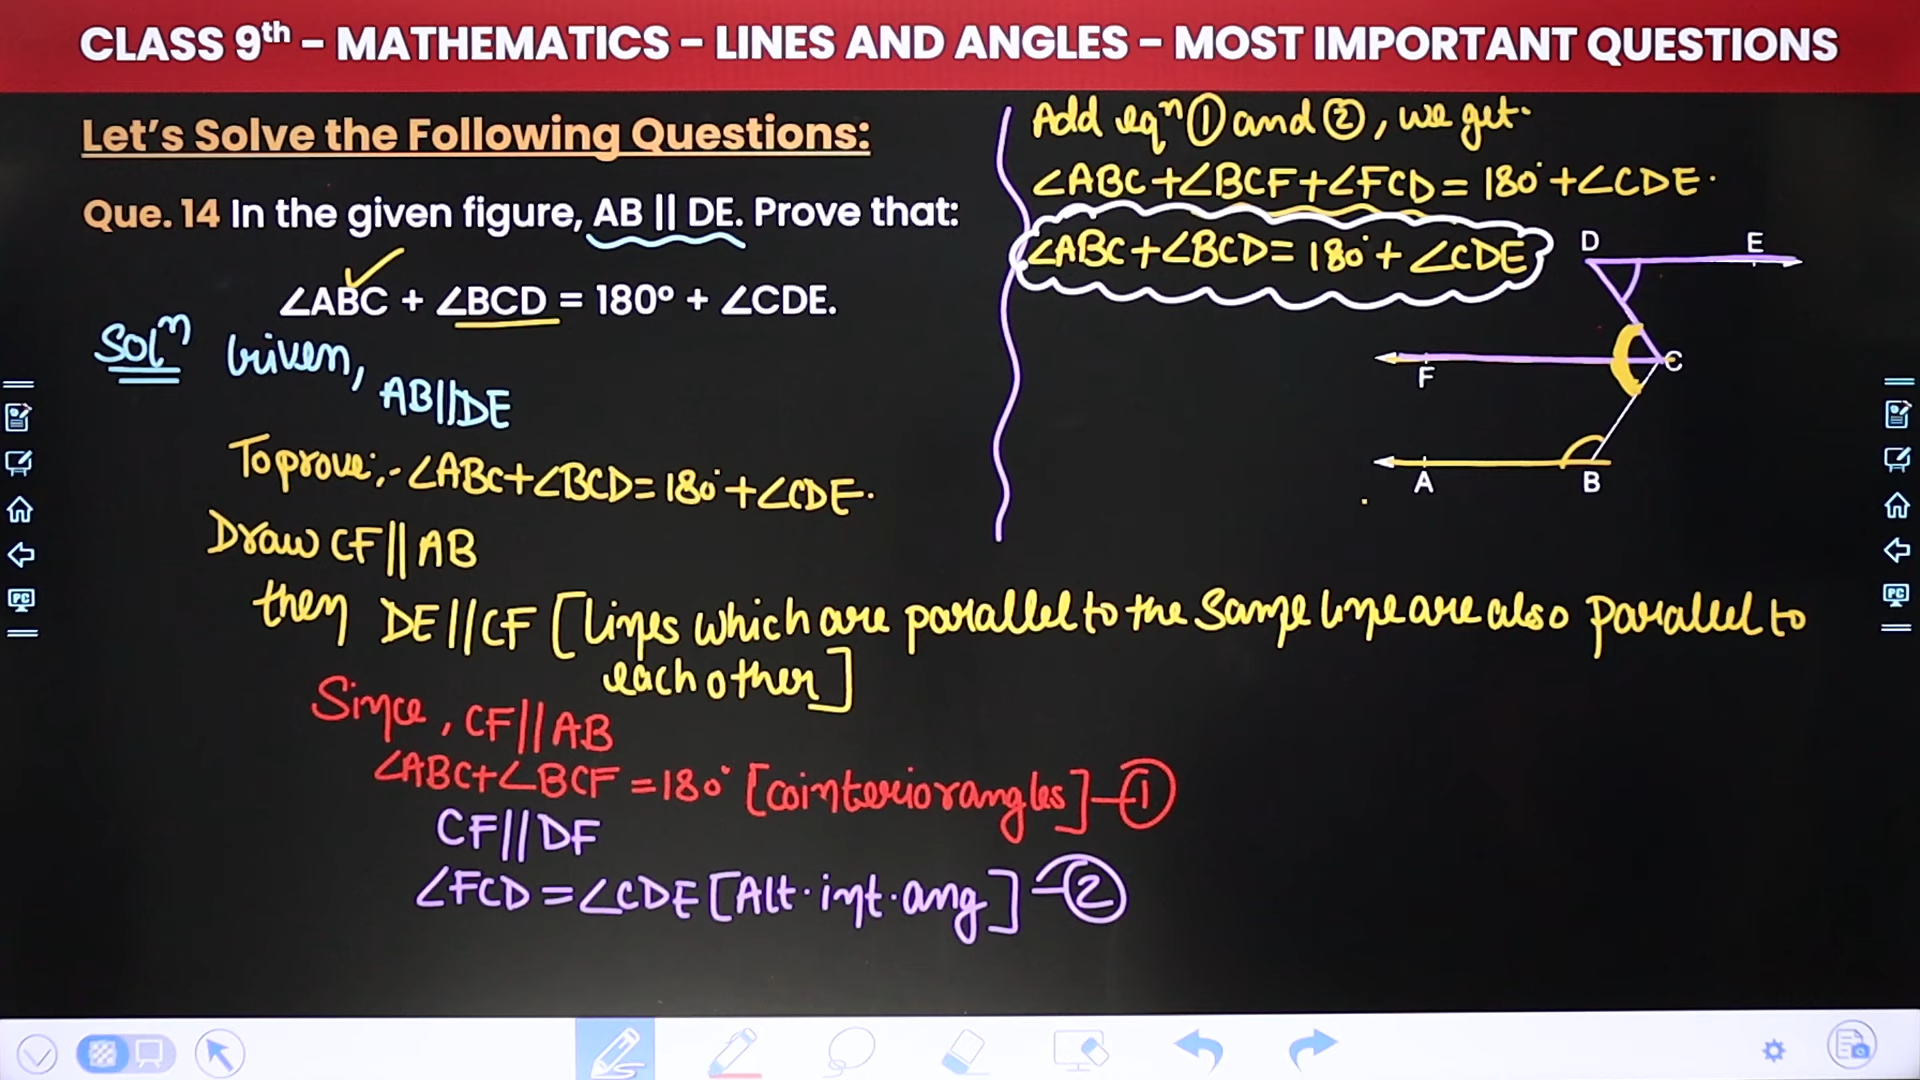 CLASS 9th – MATHEMATICS – LINES AND ANGLES – MOST IMPORTANT QUESTIONS
Let's Solve the Following Questions:
Que. 14 In the given figure, AB || DE. Prove that:
∠ABC + ∠BCD = 180° + ∠CDE.
Solⁿ Given, AB||DE
To prove:- ∠ABC+∠BCD=180°+∠CDE.
Draw CF||AB
then DE||CF [lines which are parallel to the same line are also parallel to
each other]
Since, CF||AB
∠ABC+∠BCF=180° [cointerior angles]—①
CF||DF
∠FCD=∠CDE [Alt. int. ang]—②
Add eqⁿ ① and ②, we get.
∠ABC+∠BCF+∠FCD=180°+∠CDE.
∠ABC+∠BCD=180°+∠CDE
D E
F C
A B
PC
PC